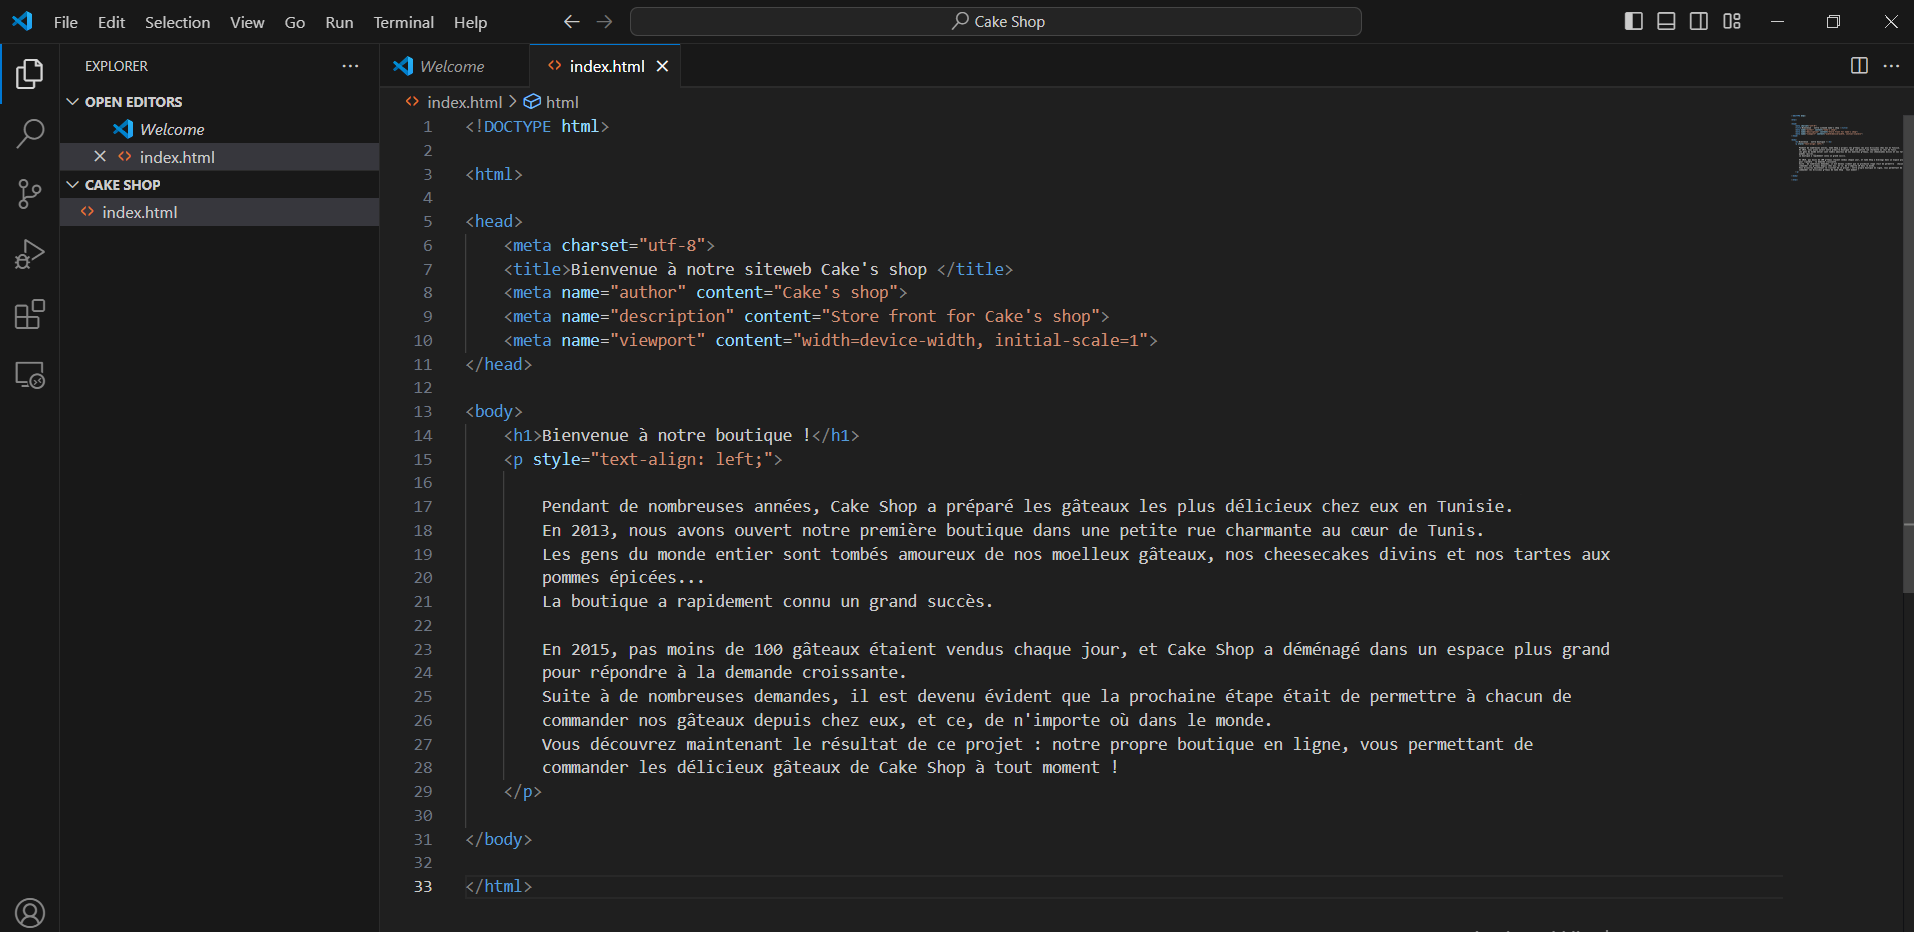 File Edit Selection View Go Run Terminal Help
Cake Shop
EXPLORER
OPEN EDITORS
Welcome
index.html
CAKE SHOP
index.html
Welcome
index.html
index.html > html
1 <!DOCTYPE html>
2
3 <html>
4
5 <head>
6 <meta charset="utf-8">
7 <title>Bienvenue à notre siteweb Cake's shop </title>
8 <meta name="author" content="Cake's shop">
9 <meta name="description" content="Store front for Cake's shop">
10 <meta name="viewport" content="width=device-width, initial-scale=1">
11 </head>
12
13 <body>
14 <h1>Bienvenue à notre boutique !</h1>
15 <p style="text-align: left;">
16
17 Pendant de nombreuses années, Cake Shop a préparé les gâteaux les plus délicieux chez eux en Tunisie.
18 En 2013, nous avons ouvert notre première boutique dans une petite rue charmante au cœur de Tunis.
19 Les gens du monde entier sont tombés amoureux de nos moelleux gâteaux, nos cheesecakes divins et nos tartes aux
20 pommes épicées...
21 La boutique a rapidement connu un grand succès.
22
23 En 2015, pas moins de 100 gâteaux étaient vendus chaque jour, et Cake Shop a déménagé dans un espace plus grand
24 pour répondre à la demande croissante.
25 Suite à de nombreuses demandes, il est devenu évident que la prochaine étape était de permettre à chacun de
26 commander nos gâteaux depuis chez eux, et ce, de n'importe où dans le monde.
27 Vous découvrez maintenant le résultat de ce projet : notre propre boutique en ligne, vous permettant de
28 commander les délicieux gâteaux de Cake Shop à tout moment !
29 </p>
30
31 </body>
32
33 </html>